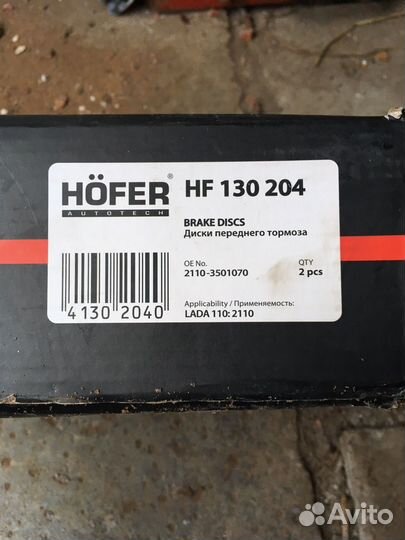 HÖFER®
AUTOTECH
HF 130 204
BRAKE DISCS
Диски переднего тормоза
OE No.
QTY
2110-3501070
2 pcs
Applicability / Применяемость:
LADA 110: 2110
4130 2040
Avito